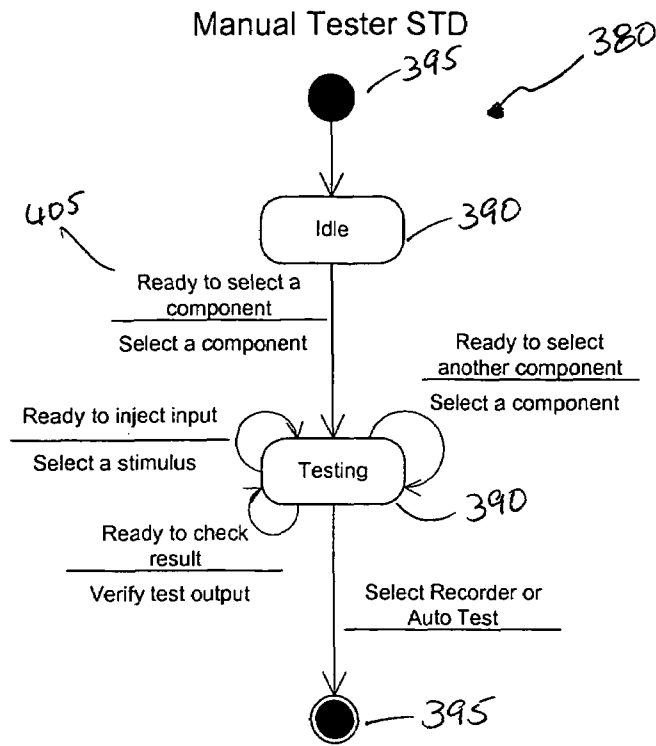 Manual Tester STD
395
380
405
390
Idle
Ready to select a
component
Select a component
Ready to select
another component
Select a component
Ready to inject input
Select a stimulus
Testing
390
Ready to check
result
Verify test output
Select Recorder or
Auto Test
395